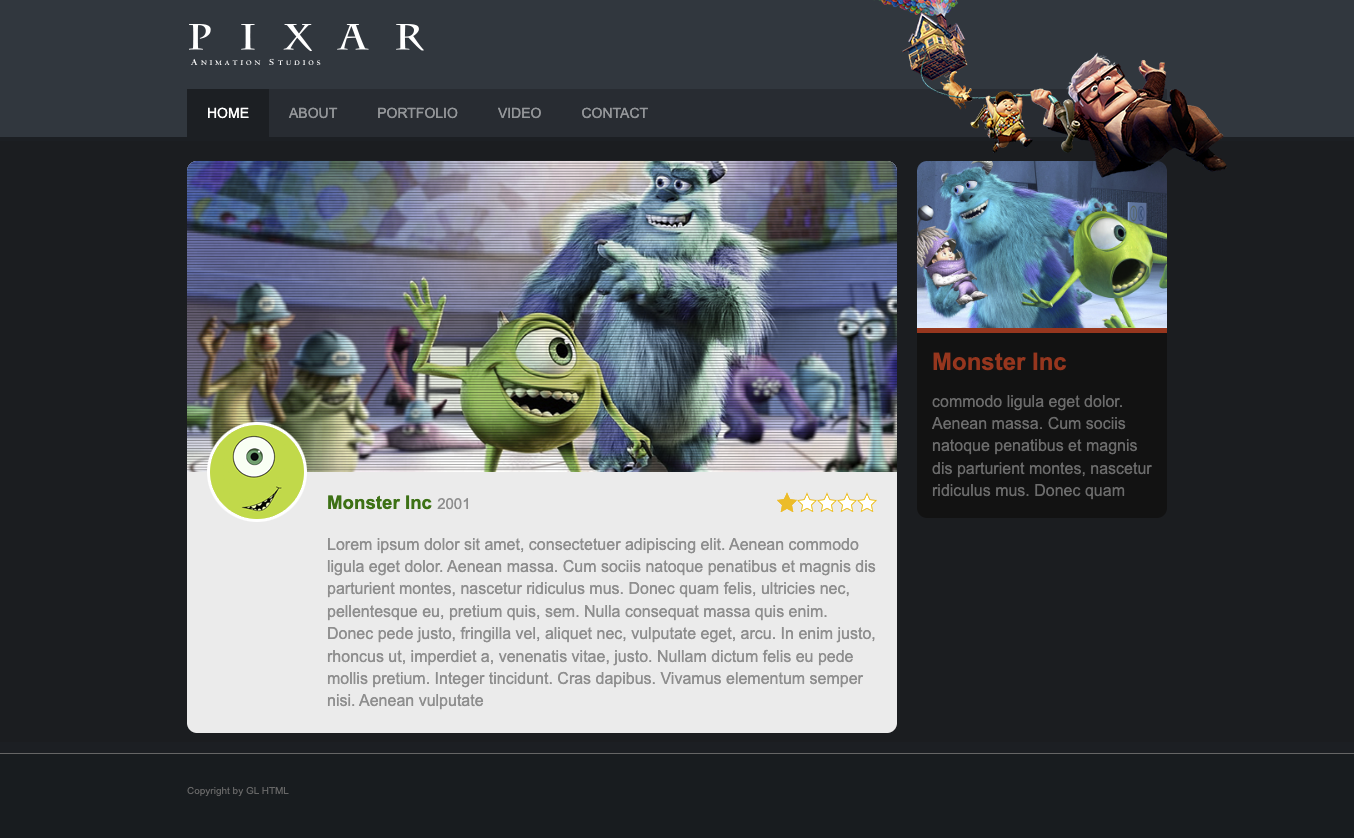 PIXAR
ANIMATION STUDIOS
HOME ABOUT PORTFOLIO VIDEO CONTACT
Monster Inc 2001
Lorem ipsum dolor sit amet, consectetuer adipiscing elit. Aenean commodo
ligula eget dolor. Aenean massa. Cum sociis natoque penatibus et magnis dis
parturient montes, nascetur ridiculus mus. Donec quam felis, ultricies nec,
pellentesque eu, pretium quis, sem. Nulla consequat massa quis enim.
Donec pede justo, fringilla vel, aliquet nec, vulputate eget, arcu. In enim justo,
rhoncus ut, imperdiet a, venenatis vitae, justo. Nullam dictum felis eu pede
mollis pretium. Integer tincidunt. Cras dapibus. Vivamus elementum semper
nisi. Aenean vulputate
Monster Inc
commodo ligula eget dolor.
Aenean massa. Cum sociis
natoque penatibus et magnis
dis parturient montes, nascetur
ridiculus mus. Donec quam
Copyright by GL HTML